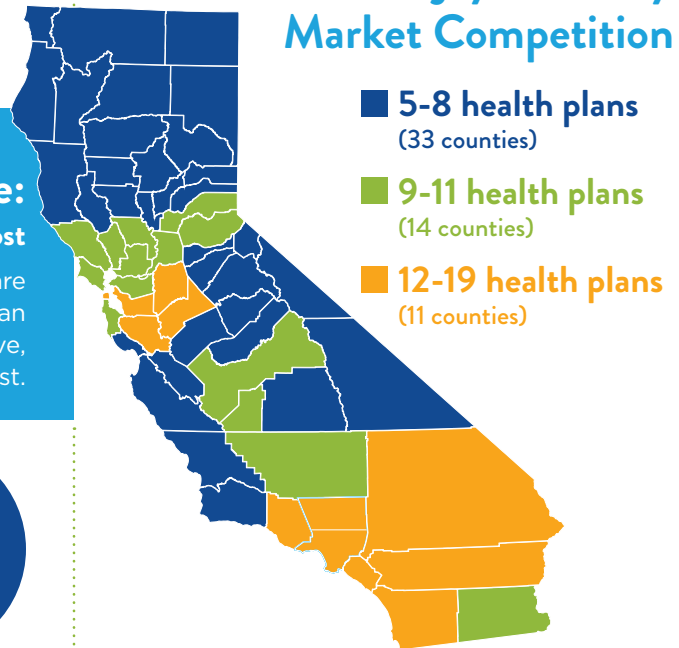 Market Competition
5-8 health plans
(33 counties)
9-11 health plans
(14 counties)
12-19 health plans
(11 counties)